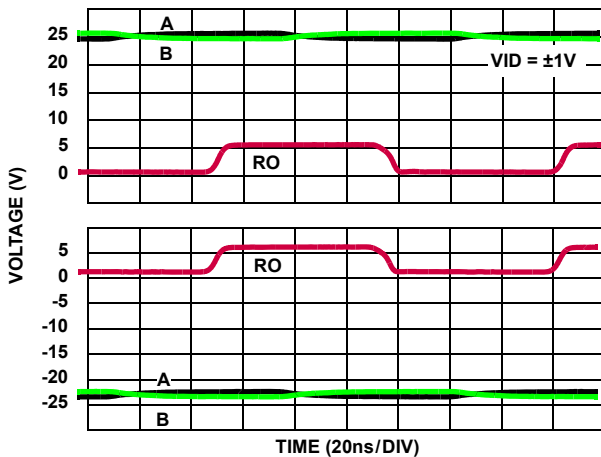 A
25
B
VID = ±1V
20
15
10
5
RO
0
VOLTAGE (V)
5
RO
0
-5
-10
-15
-20
A
-25
B
TIME (20ns/DIV)